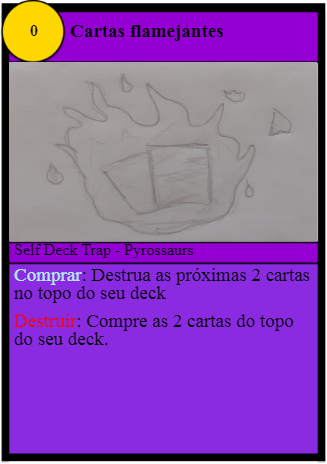 0
Cartas flamejantes
Self Deck Trap - Pyrossaurs
Comprar: Destrua as próximas 2 cartas
no topo do seu deck
Destruir: Compre as 2 cartas do topo
do seu deck.